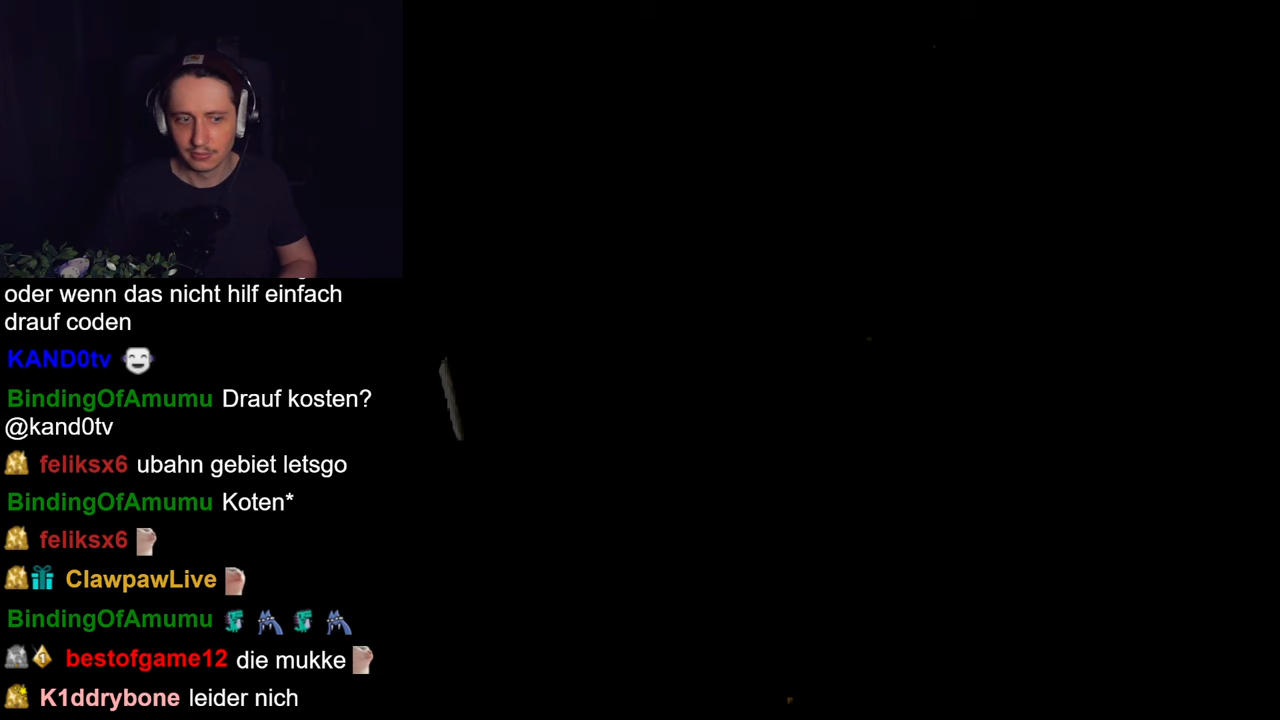 oder wenn das nicht hilf einfach
drauf coden
KAND0tv
BindingOfAmumu Drauf kosten?
@kand0tv
feliksx6 ubahn gebiet letsgo
BindingOfAmumu Koten*
feliksx6
ClawpawLive
BindingOfAmumu
bestofgame12 die mukke
K1ddrybone leider nich